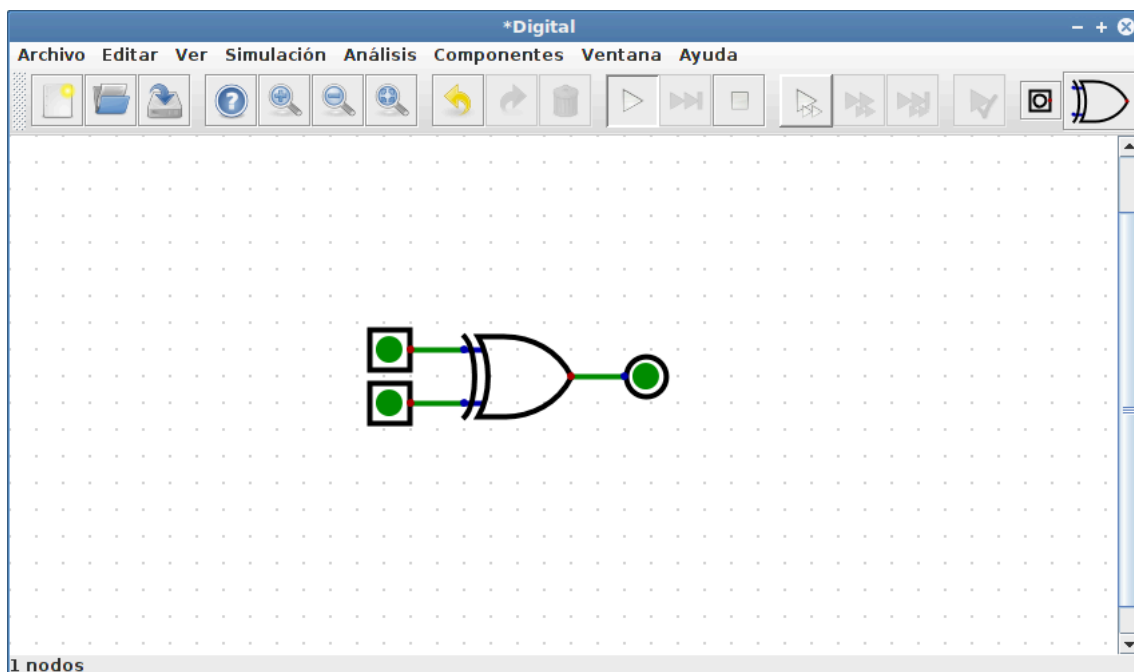 *Digital
Archivo Editar Ver Simulación Análisis Componentes Ventana Ayuda
1 nodos